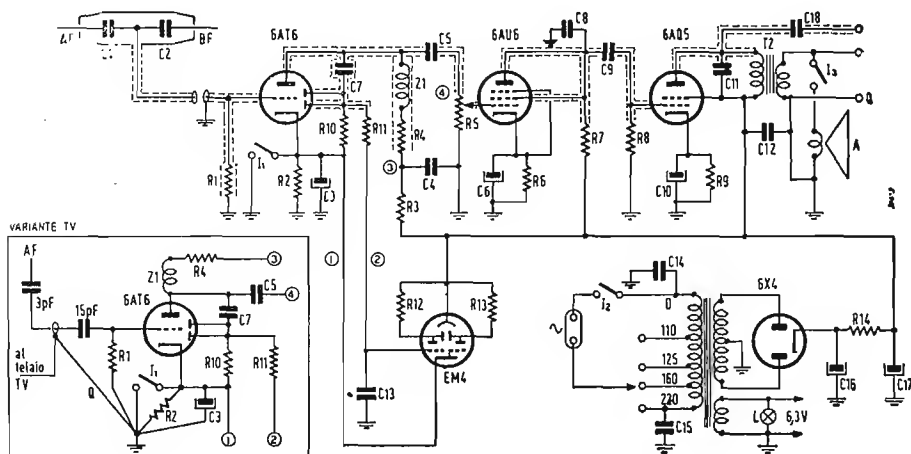 AF C1 C2 BF
6AT6
C5
6AU6
C8
C9
6AQ5
C18
T2
I3
C7
Z1
④
C11
Q
R10
R11
R4
R5
R7
R8
I1
R1
R2
C3
③
C4
C6
R6
C10
R9
C12
A
R3
VARIANTE TV
AF
3pF
Z1
R4
③
6AT6
C5
④
15pF
C7
al
telaio
TV
R1
I1
R10
R11
Q
R2
C3
①
②
①
②
R12
R13
EM4
C13
C14
I2
0
110
125
160
220
C15
6X4
R14
C16
C17
L
6,3V